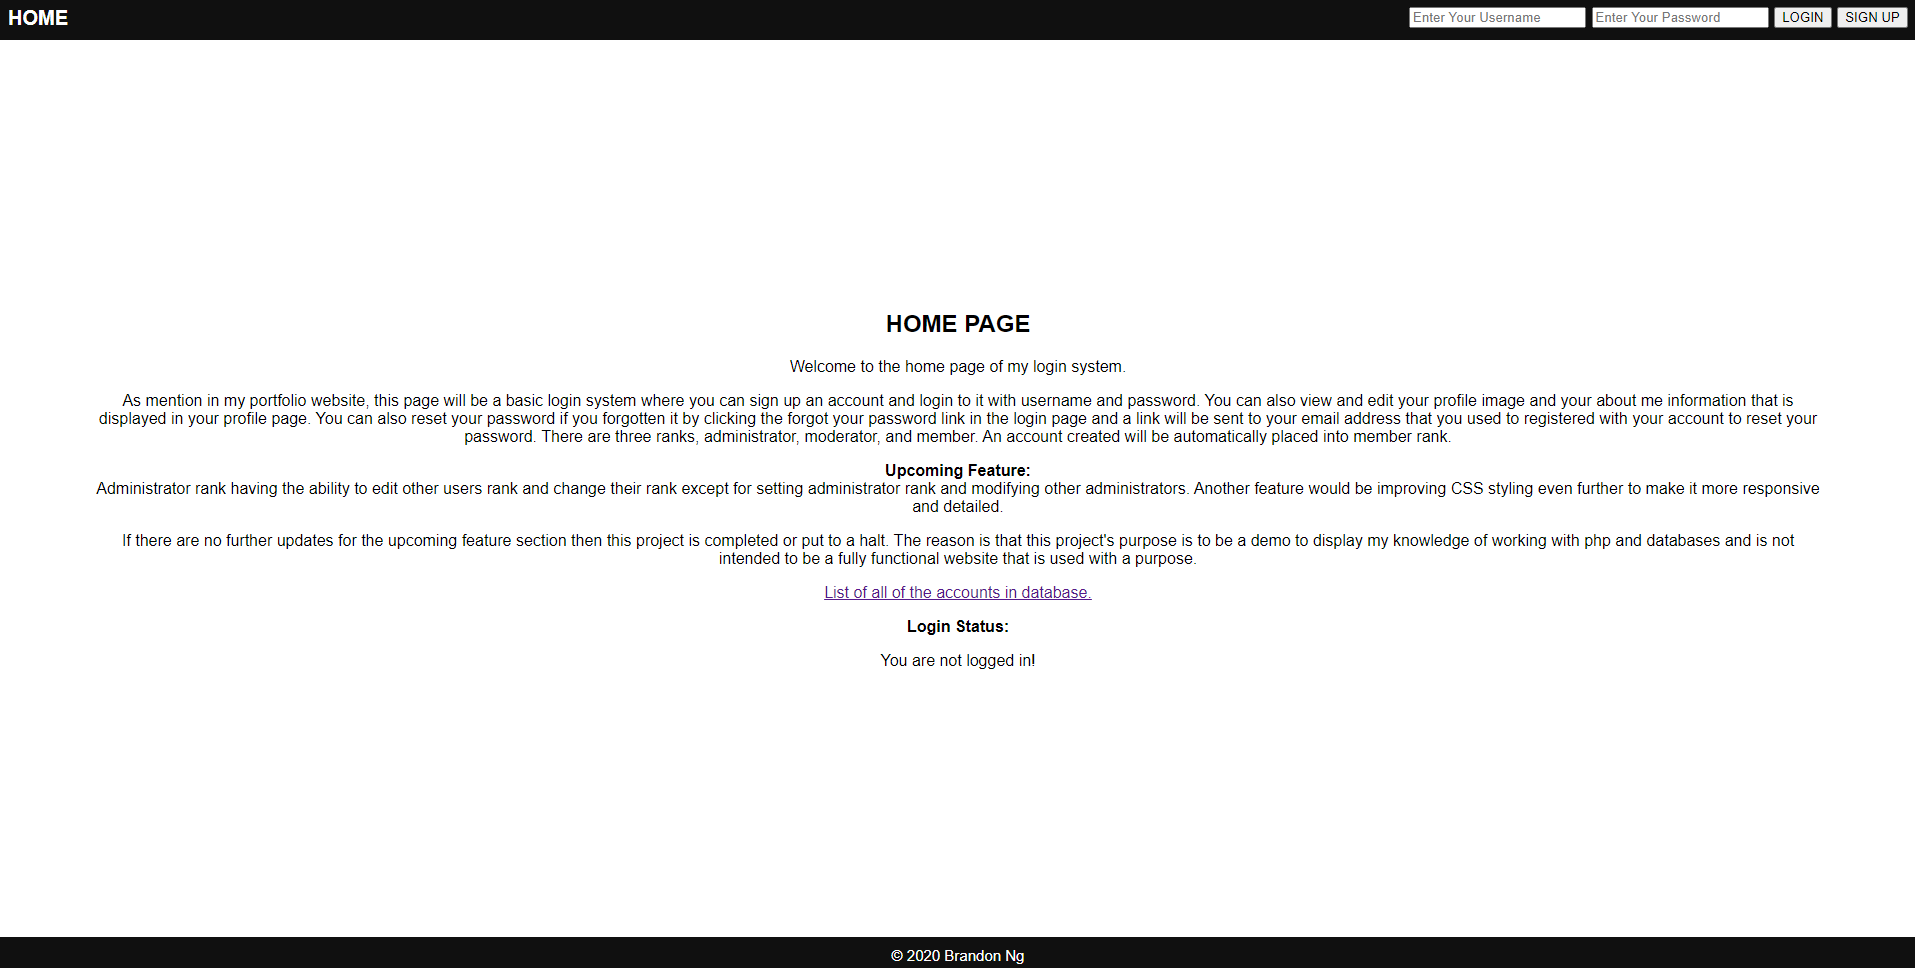 HOME
Enter Your Username
Enter Your Password
LOGIN
SIGN UP
HOME PAGE
Welcome to the home page of my login system.
As mention in my portfolio website, this page will be a basic login system where you can sign up an account and login to it with username and password. You can also view and edit your profile image and your about me information that is
displayed in your profile page. You can also reset your password if you forgotten it by clicking the forgot your password link in the login page and a link will be sent to your email address that you used to registered with your account to reset your
password. There are three ranks, administrator, moderator, and member. An account created will be automatically placed into member rank.
Upcoming Feature:
Administrator rank having the ability to edit other users rank and change their rank except for setting administrator rank and modifying other administrators. Another feature would be improving CSS styling even further to make it more responsive
and detailed.
If there are no further updates for the upcoming feature section then this project is completed or put to a halt. The reason is that this project's purpose is to be a demo to display my knowledge of working with php and databases and is not
intended to be a fully functional website that is used with a purpose.
List of all of the accounts in database.
Login Status:
You are not logged in!
© 2020 Brandon Ng